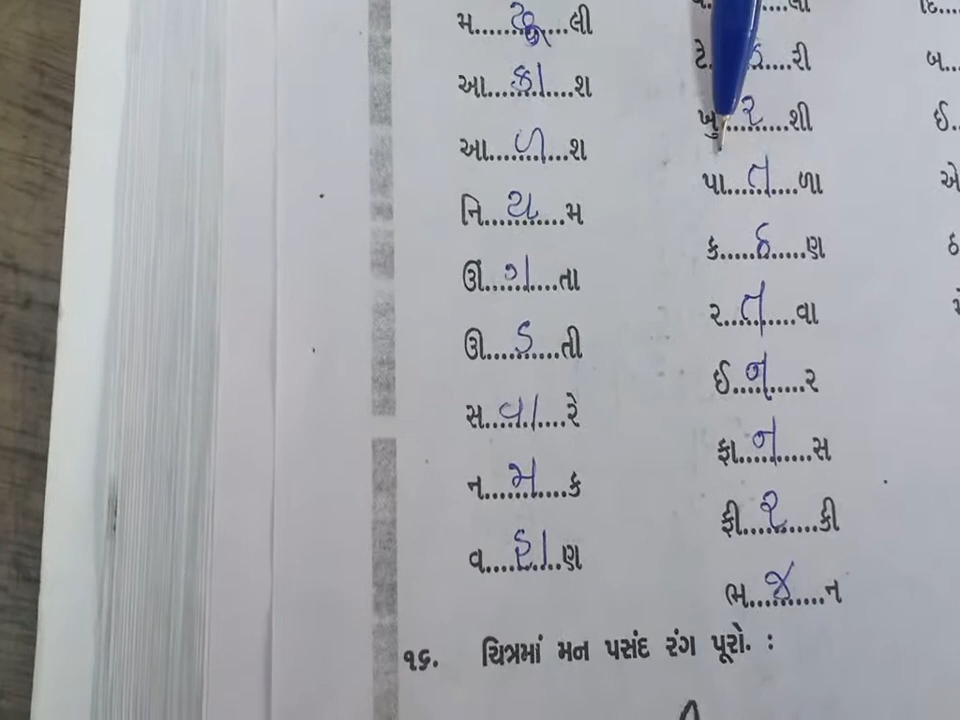 મ......છ......લી
આ......કા......શ ટે......ક......રી
આ......ળ......શ ખુ......ર......શી
નિ......ય......મ પા......ત......ળા
ઊ......ગ......તા ક......ઠ......ણ
ઊ......ડ......તી ર......ત......વા
સ......વા......રે ઈ......ન......ર
ન......મ......ક ફા......ન......સ
વ......હા......ણ ફી......ર......કી
ભ......જ......ન
૧૬. ચિત્રમાં મન પસંદ રંગ પૂરો. :